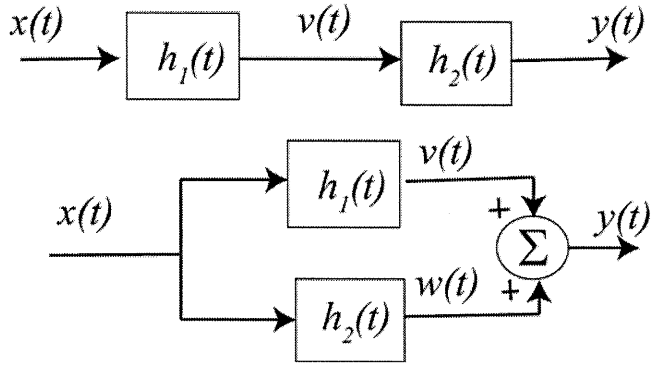 x(t) h₁(t) v(t) h₂(t) y(t)
h₁(t) v(t)
x(t) + Σ y(t)
h₂(t) w(t) +